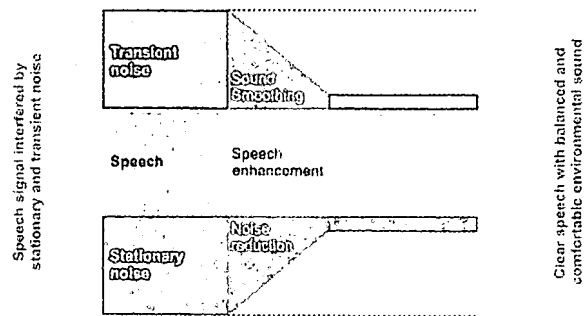 Speech signal interfered by
stationary and transient noise
Transient
noise
Sound
Smoothing
Speech
Speech
enhancement
Noise
reduction
Stationary
noise
Clear speech with balanced and
comfortable environmental sound